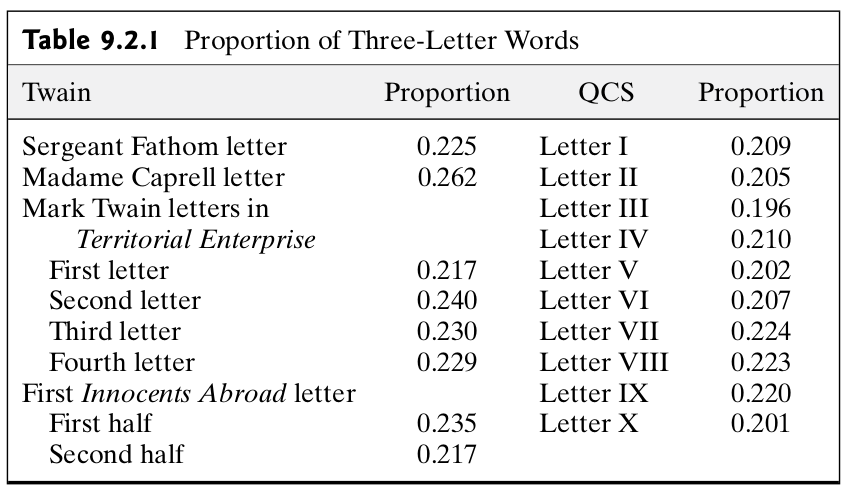 Table 9.2.1 Proportion of Three-Letter Words
Twain Proportion QCS Proportion
Sergeant Fathom letter 0.225 Letter I 0.209
Madame Caprell letter 0.262 Letter II 0.205
Mark Twain letters in Letter III 0.196
Territorial Enterprise Letter IV 0.210
First letter 0.217 Letter V 0.202
Second letter 0.240 Letter VI 0.207
Third letter 0.230 Letter VII 0.224
Fourth letter 0.229 Letter VIII 0.223
First Innocents Abroad letter Letter IX 0.220
First half 0.235 Letter X 0.201
Second half 0.217